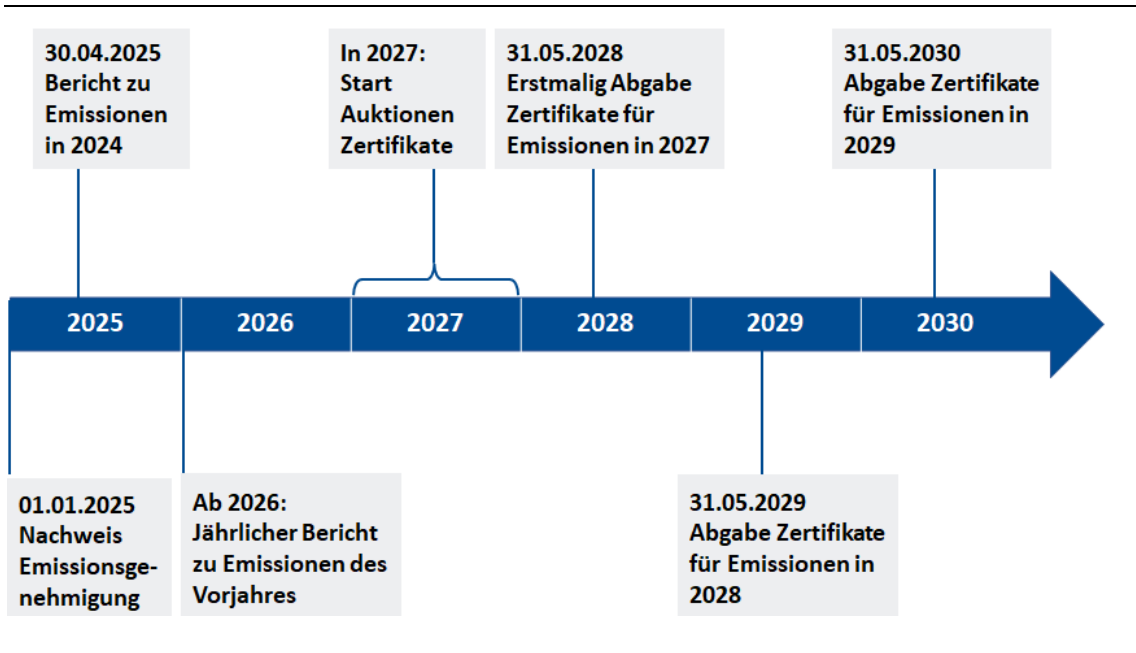 30.04.2025
Bericht zu
Emissionen
in 2024
In 2027:
Start
Auktionen
Zertifikate
31.05.2028
Erstmalig Abgabe
Zertifikate für
Emissionen in 2027
31.05.2030
Abgabe Zertifikate
für Emissionen in
2029
2025
2026
2027
2028
2029
2030
01.01.2025
Nachweis
Emissionsge-
nehmigung
Ab 2026:
Jährlicher Bericht
zu Emissionen des
Vorjahres
31.05.2029
Abgabe Zertifikate
für Emissionen in
2028